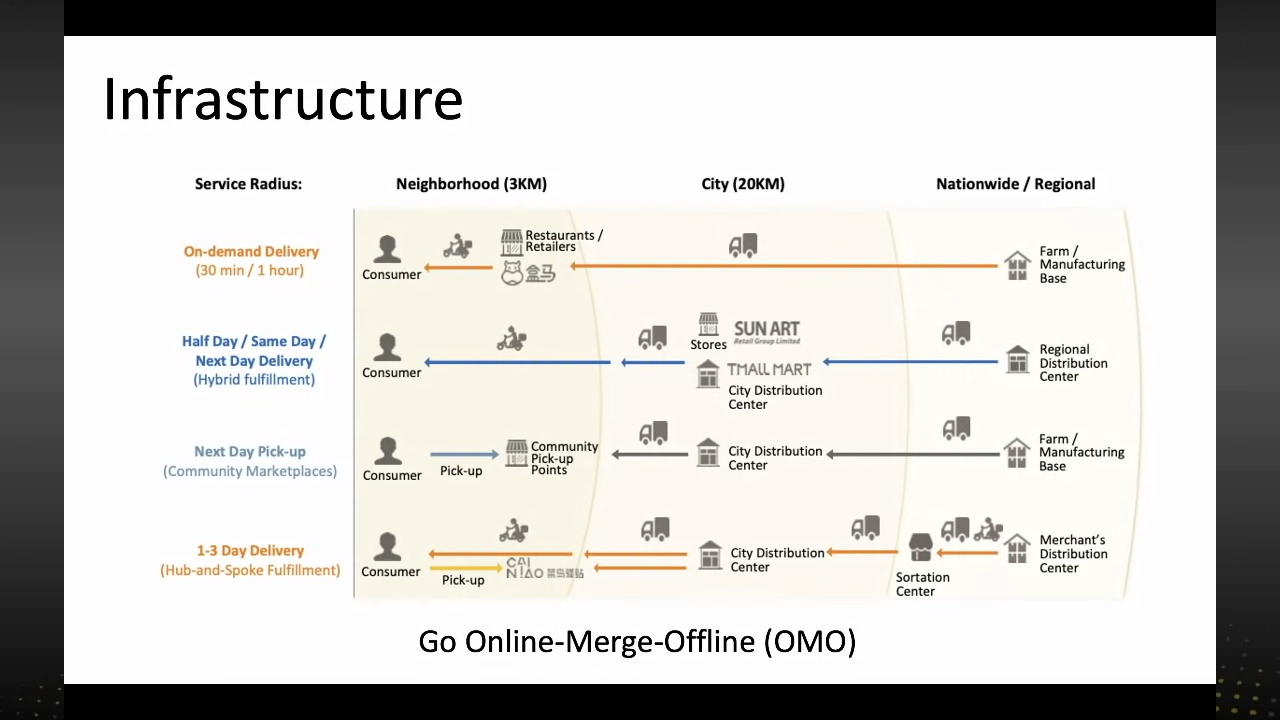 Infrastructure
Service Radius:
Neighborhood (3KM)
City (20KM)
Nationwide / Regional
On-demand Delivery
(30 min / 1 hour)
Consumer
Restaurants /
Retailers
盒马
Farm /
Manufacturing
Base
Half Day / Same Day /
Next Day Delivery
(Hybrid fulfillment)
Consumer
Stores
SUN ART
Retail Group Limited
TMALL MART
City Distribution
Center
Regional
Distribution
Center
Next Day Pick-up
(Community Marketplaces)
Consumer
Pick-up
Community
Pick-up
Points
City Distribution
Center
Farm /
Manufacturing
Base
1-3 Day Delivery
(Hub-and-Spoke Fulfillment)
Consumer
Pick-up
CAI
NIAO 菜鸟驿站
City Distribution
Center
Sortation
Center
Merchant's
Distribution
Center
Go Online-Merge-Offline (OMO)